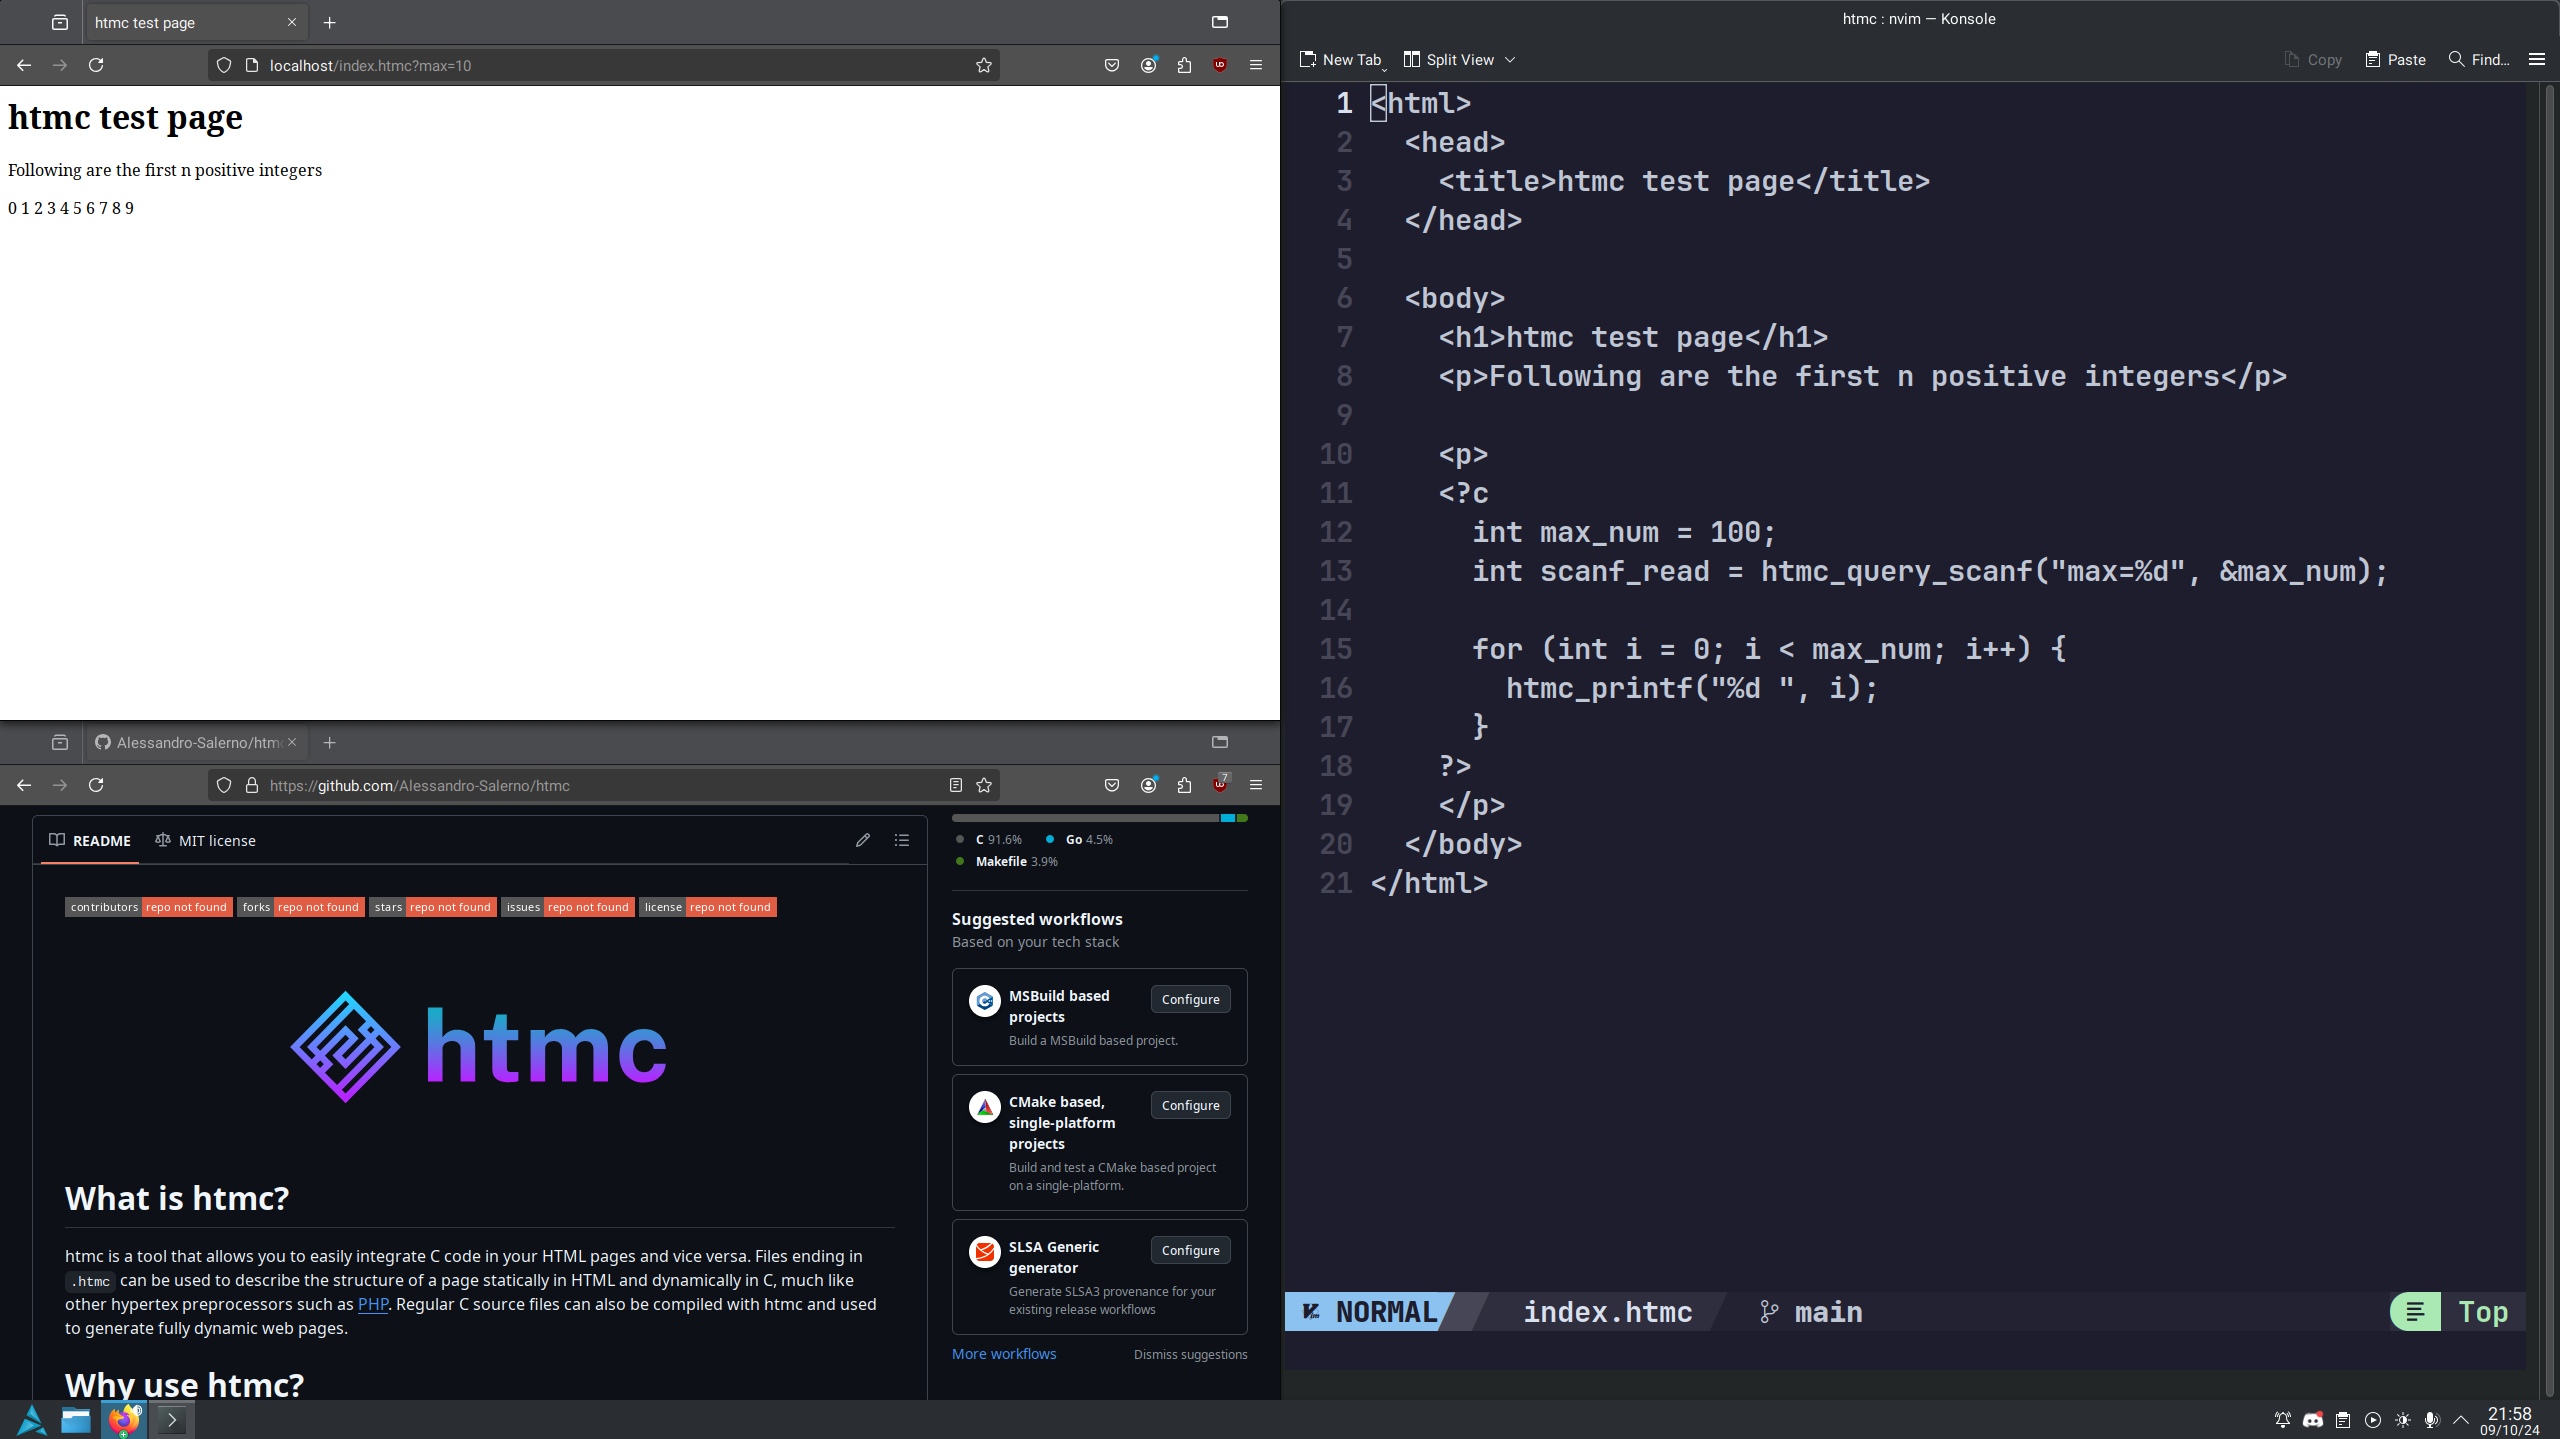 htmc test page
localhost/index.htmc?max=10
htmc test page
Following are the first n positive integers
0 1 2 3 4 5 6 7 8 9
Alessandro-Salerno/htm
https://github.com/Alessandro-Salerno/htmc
7
README
MIT license
contributors repo not found forks repo not found stars repo not found issues repo not found license repo not found
htmc
What is htmc?
htmc is a tool that allows you to easily integrate C code in your HTML pages and vice versa. Files ending in
.htmc can be used to describe the structure of a page statically in HTML and dynamically in C, much like
other hypertex preprocessors such as PHP. Regular C source files can also be compiled with htmc and used
to generate fully dynamic web pages.
Why use htmc?
C 91.6% Go 4.5%
Makefile 3.9%
Suggested workflows
Based on your tech stack
MSBuild based
projects
Configure
Build a MSBuild based project.
CMake based,
single-platform
projects
Configure
Build and test a CMake based project
on a single-platform.
SLSA Generic
generator
Configure
Generate SLSA3 provenance for your
existing release workflows
More workflows
Dismiss suggestions
htmc : nvim — Konsole
New Tab
Split View
Copy
Paste
Find...
1 <html>
2 <head>
3 <title>htmc test page</title>
4 </head>
5
6 <body>
7 <h1>htmc test page</h1>
8 <p>Following are the first n positive integers</p>
9
10 <p>
11 <?c
12 int max_num = 100;
13 int scanf_read = htmc_query_scanf("max=%d", &max_num);
14
15 for (int i = 0; i < max_num; i++) {
16 htmc_printf("%d ", i);
17 }
18 ?>
19 </p>
20 </body>
21 </html>
NORMAL
index.htmc
main
Top
21:58
09/10/24